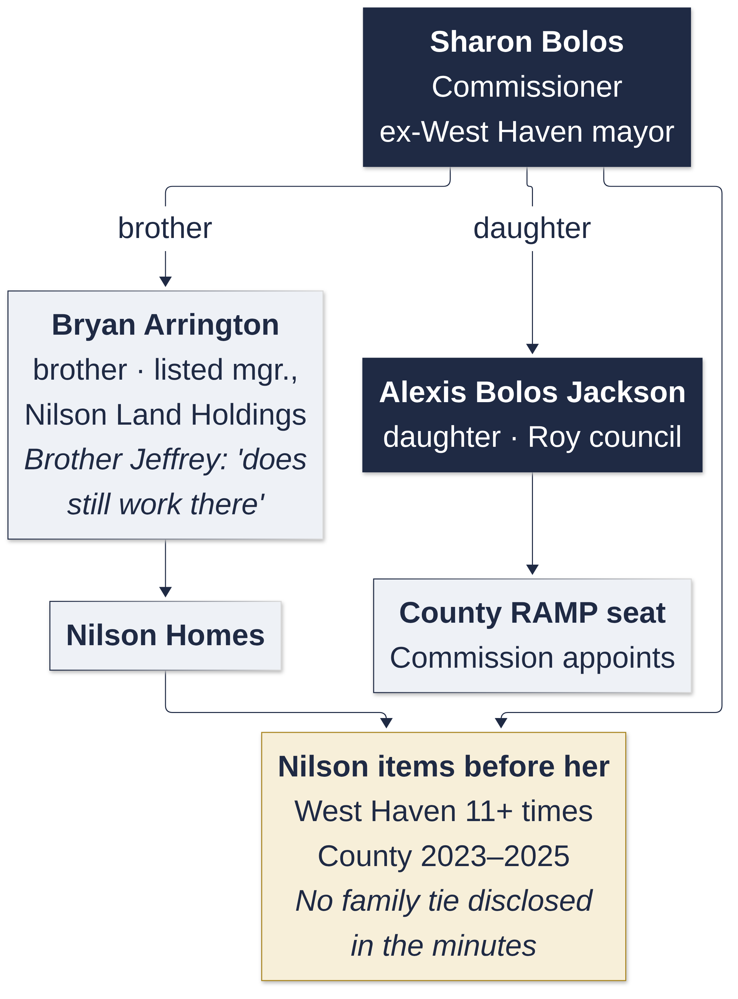 Sharon Bolos
Commissioner
ex-West Haven mayor
brother
daughter
Bryan Arrington
brother · listed mgr.,
Nilson Land Holdings
Brother Jeffrey: 'does
still work there'
Alexis Bolos Jackson
daughter · Roy council
Nilson Homes
County RAMP seat
Commission appoints
Nilson items before her
West Haven 11+ times
County 2023–2025
No family tie disclosed
in the minutes